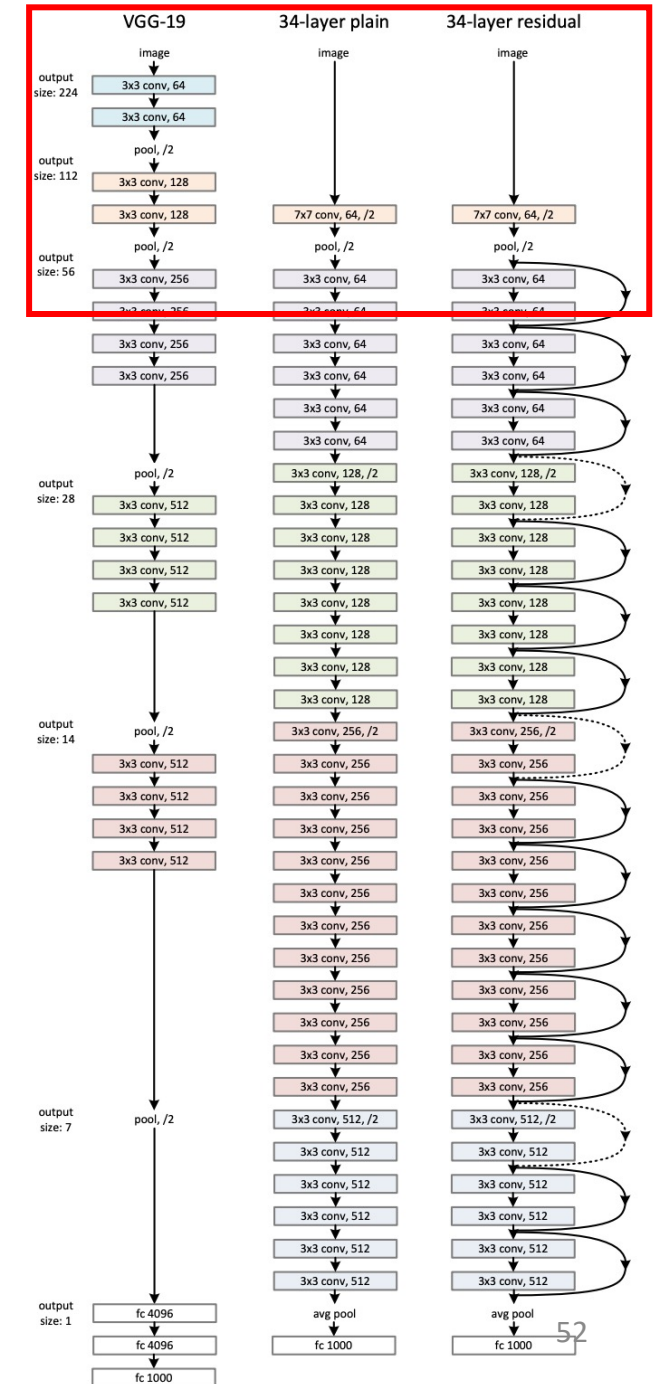 VGG-19
image
output
size: 224
3x3 conv, 64
3x3 conv, 64
pool, /2
output
size: 112
3x3 conv, 128
3x3 conv, 128
pool, /2
output
size: 56
3x3 conv, 256
3x3 conv, 256
3x3 conv, 256
3x3 conv, 256
pool, /2
output
size: 28
3x3 conv, 512
3x3 conv, 512
3x3 conv, 512
3x3 conv, 512
pool, /2
output
size: 14
3x3 conv, 512
3x3 conv, 512
3x3 conv, 512
3x3 conv, 512
output
size: 7
pool, /2
output
size: 1
fc 4096
fc 4096
fc 1000
34-layer plain
image
7x7 conv, 64, /2
pool, /2
3x3 conv, 64
3x3 conv, 64
3x3 conv, 64
3x3 conv, 64
3x3 conv, 64
3x3 conv, 64
3x3 conv, 128, /2
3x3 conv, 128
3x3 conv, 128
3x3 conv, 128
3x3 conv, 128
3x3 conv, 128
3x3 conv, 128
3x3 conv, 128
3x3 conv, 256, /2
3x3 conv, 256
3x3 conv, 256
3x3 conv, 256
3x3 conv, 256
3x3 conv, 256
3x3 conv, 256
3x3 conv, 256
3x3 conv, 256
3x3 conv, 256
3x3 conv, 256
3x3 conv, 256
3x3 conv, 512, /2
3x3 conv, 512
3x3 conv, 512
3x3 conv, 512
3x3 conv, 512
3x3 conv, 512
avg pool
fc 1000
34-layer residual
image
7x7 conv, 64, /2
pool, /2
3x3 conv, 64
3x3 conv, 64
3x3 conv, 64
3x3 conv, 64
3x3 conv, 64
3x3 conv, 64
3x3 conv, 128, /2
3x3 conv, 128
3x3 conv, 128
3x3 conv, 128
3x3 conv, 128
3x3 conv, 128
3x3 conv, 128
3x3 conv, 128
3x3 conv, 256, /2
3x3 conv, 256
3x3 conv, 256
3x3 conv, 256
3x3 conv, 256
3x3 conv, 256
3x3 conv, 256
3x3 conv, 256
3x3 conv, 256
3x3 conv, 256
3x3 conv, 256
3x3 conv, 256
3x3 conv, 512, /2
3x3 conv, 512
3x3 conv, 512
3x3 conv, 512
3x3 conv, 512
3x3 conv, 512
avg pool
fc 1000
52